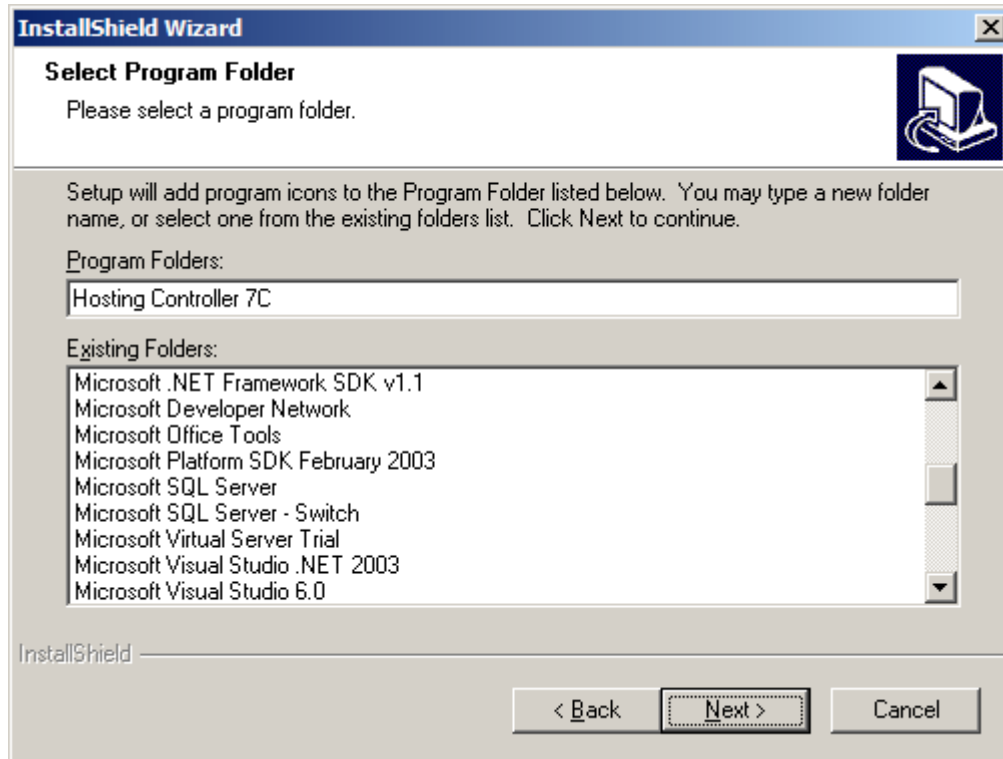 InstallShield Wizard
Select Program Folder
Please select a program folder.
Setup will add program icons to the Program Folder listed below.  You may type a new folder
name, or select one from the existing folders list.  Click Next to continue.
Program Folders:
Hosting Controller 7C
Existing Folders:
Microsoft .NET Framework SDK v1.1
Microsoft Developer Network
Microsoft Office Tools
Microsoft Platform SDK February 2003
Microsoft SQL Server
Microsoft SQL Server - Switch
Microsoft Virtual Server Trial
Microsoft Visual Studio .NET 2003
Microsoft Visual Studio 6.0
InstallShield
< Back Next > Cancel